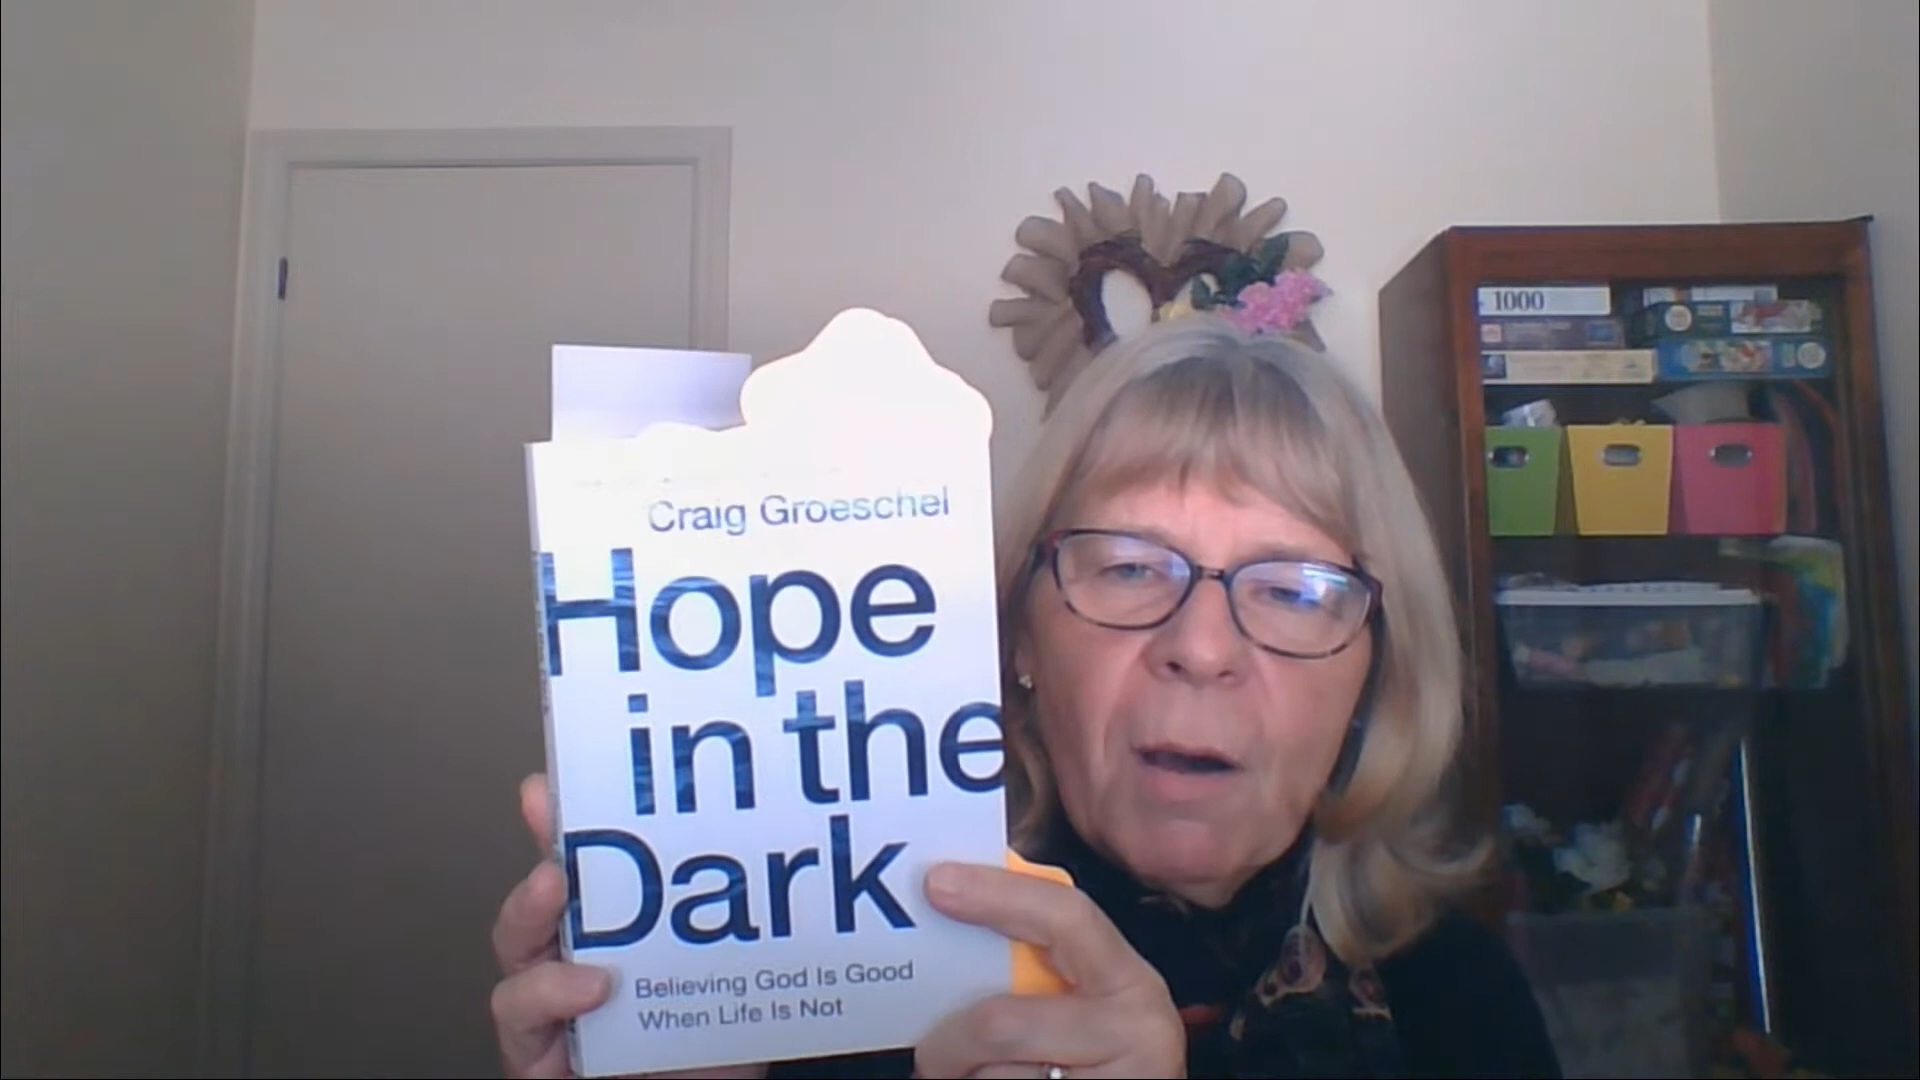 Craig Groeschel
Hope
in the
Dark
Believing God Is Good
When Life Is Not
1000